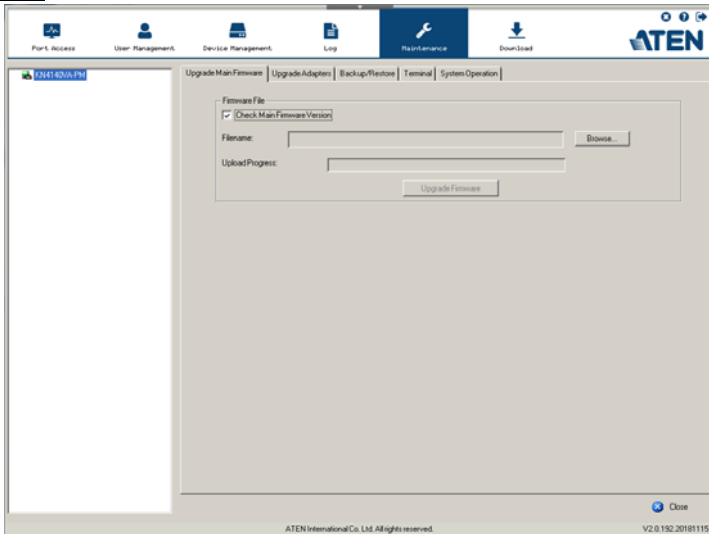 Port Access
User Management
Device Management
Log
Maintenance
Download
ATEN
KN4140VA-PM
Upgrade Main Firmware
Upgrade Adapters
Backup/Restore
Terminal
System Operation
Firmware File
Check Main Firmware Version
Filename:
Browse...
Upload Progress:
Upgrade Firmware
Close
ATEN International Co. Ltd. All rights reserved.
V2.0.192.20181115